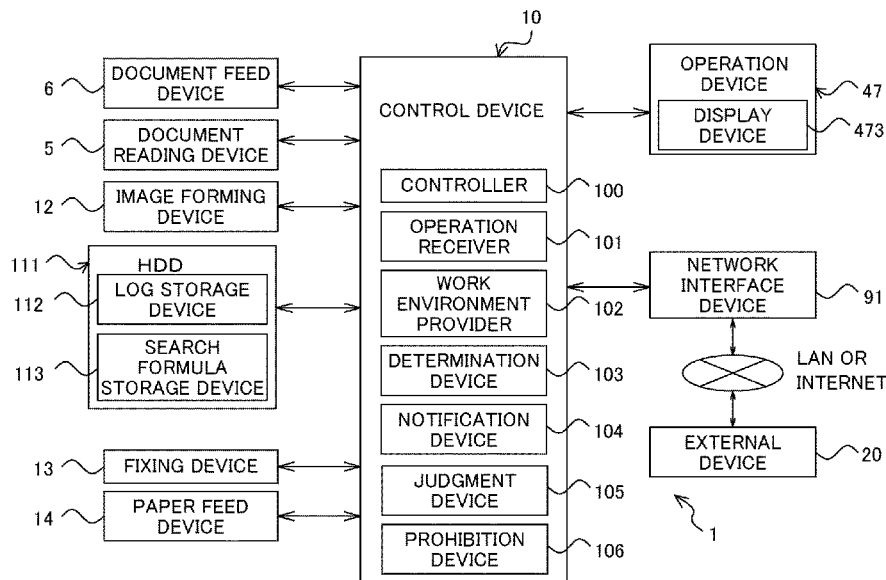 10
6
DOCUMENT FEED
DEVICE
5
DOCUMENT
READING DEVICE
12
IMAGE FORMING
DEVICE
111
HDD
112
LOG STORAGE
DEVICE
113
SEARCH
FORMULA
STORAGE DEVICE
13
FIXING DEVICE
14
PAPER FEED
DEVICE
CONTROL DEVICE
CONTROLLER
100
OPERATION
RECEIVER
101
WORK
ENVIRONMENT
PROVIDER
102
DETERMINATION
DEVICE
103
NOTIFICATION
DEVICE
104
JUDGMENT
DEVICE
105
PROHIBITION
DEVICE
106
OPERATION
DEVICE
47
DISPLAY
DEVICE
473
NETWORK
INTERFACE
DEVICE
91
LAN OR
INTERNET
EXTERNAL
DEVICE
20
1